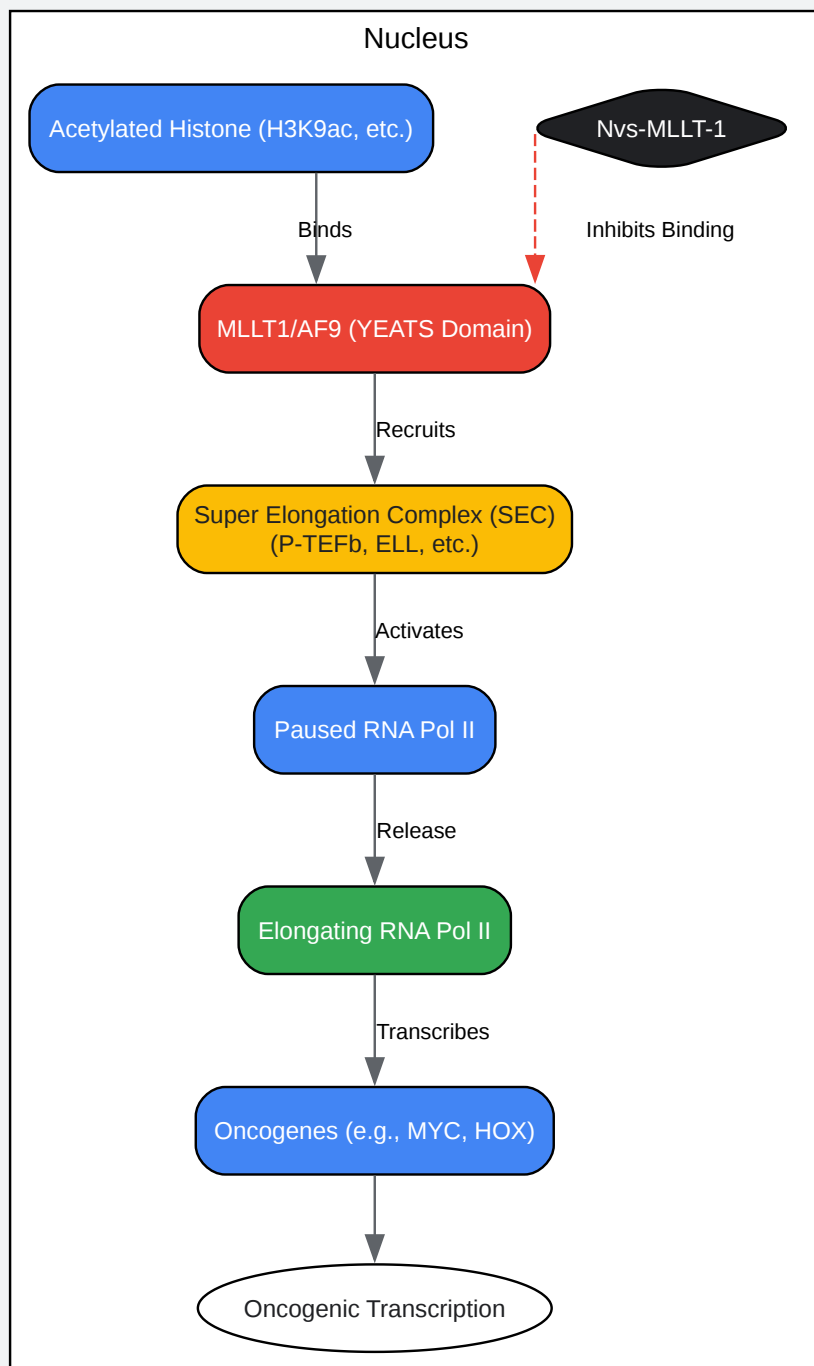 Nucleus
Acetylated Histone (H3K9ac, etc.)
Nvs-MLLT-1
Binds
Inhibits Binding
MLLT1/AF9 (YEATS Domain)
Recruits
Super Elongation Complex (SEC)
(P-TEFb, ELL, etc.)
Activates
Paused RNA Pol II
Release
Elongating RNA Pol II
Transcribes
Oncogenes (e.g., MYC, HOX)
Oncogenic Transcription